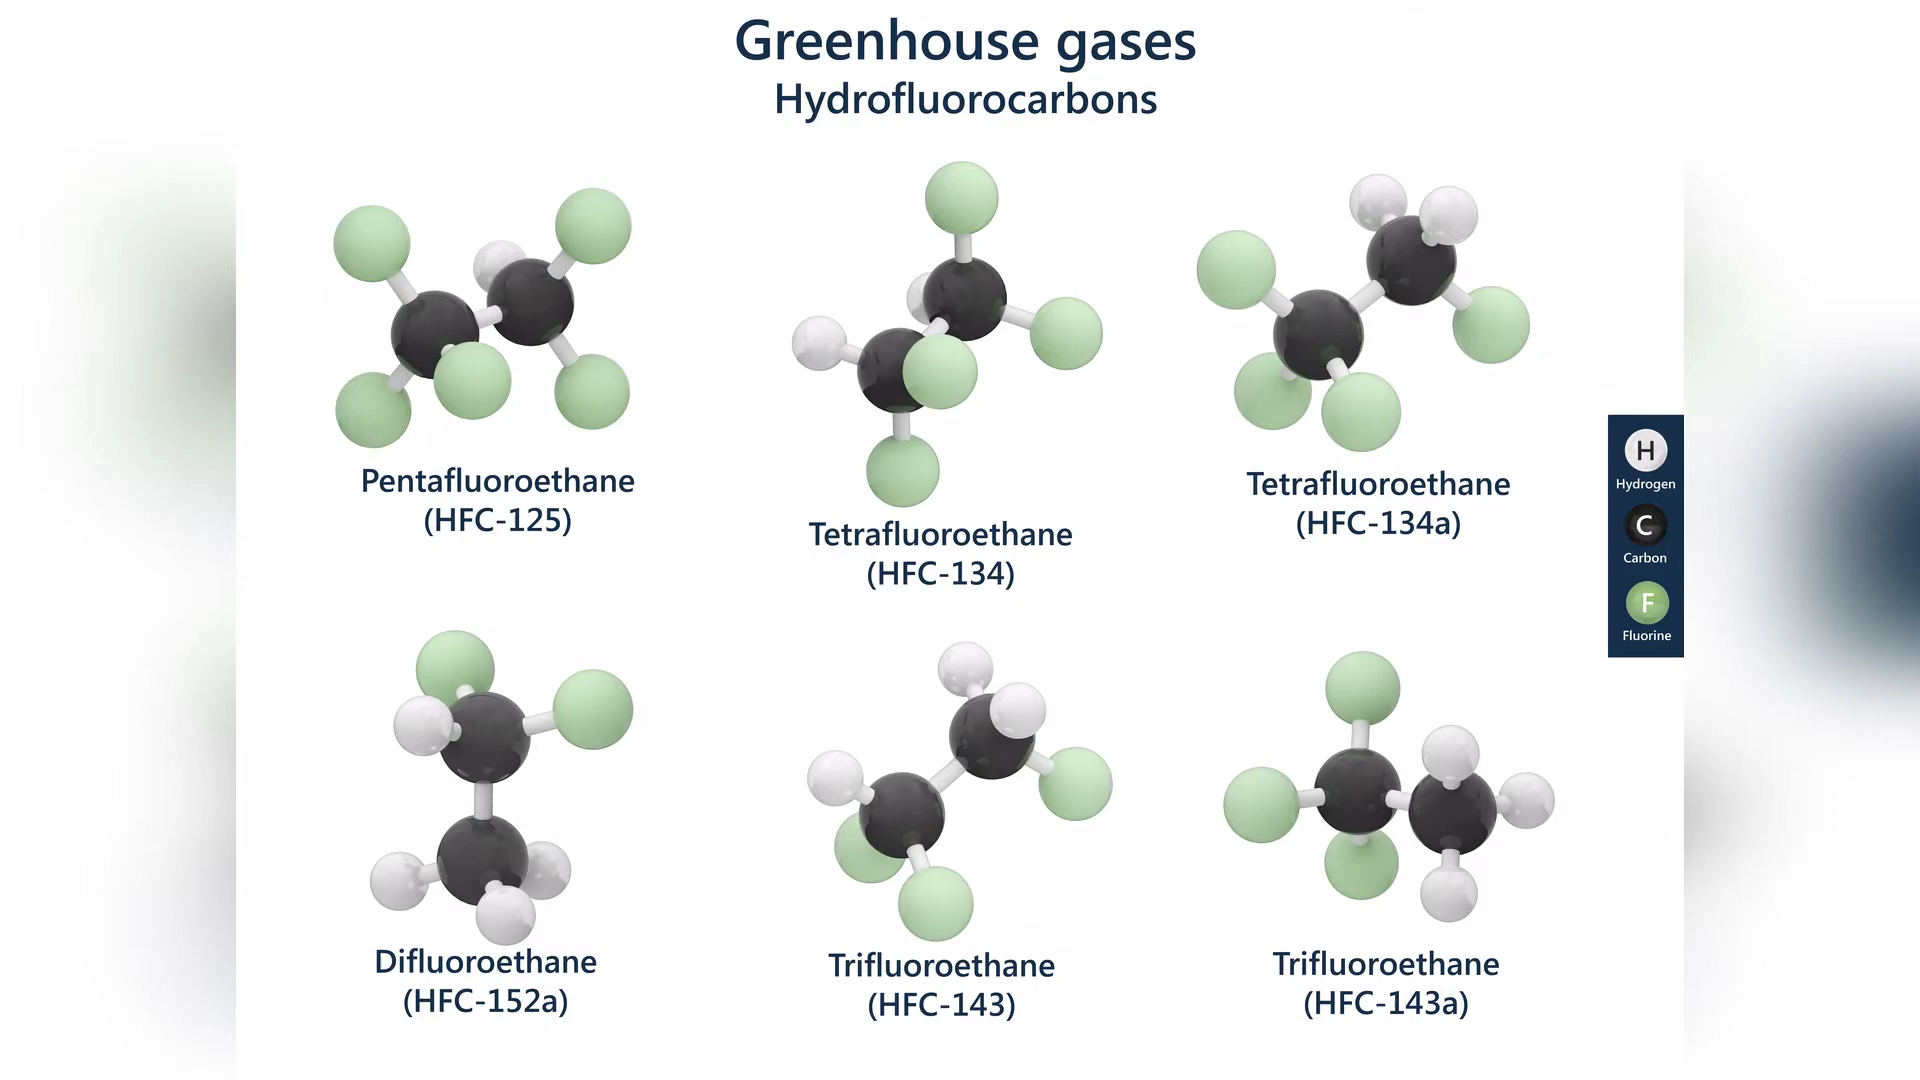 Greenhouse gases
Hydrofluorocarbons
Pentafluoroethane
(HFC-125)
Tetrafluoroethane
(HFC-134)
Tetrafluoroethane
(HFC-134a)
H
Hydrogen
C
Carbon
F
Fluorine
Difluoroethane
(HFC-152a)
Trifluoroethane
(HFC-143)
Trifluoroethane
(HFC-143a)